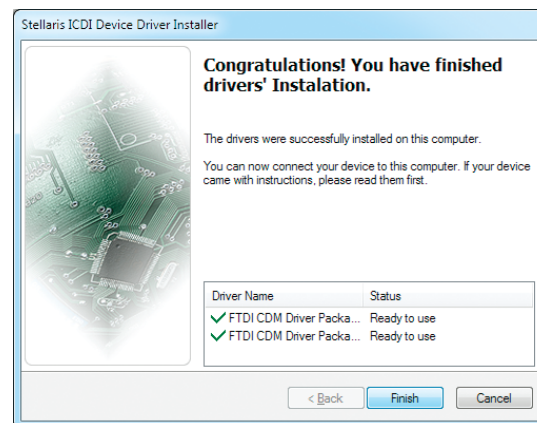 Stellaris ICDI Device Driver Installer
Congratulations! You have finished
drivers' Instalation.
The drivers were successfully installed on this computer.
You can now connect your device to this computer. If your device
came with instructions, please read them first.
Driver Name Status
FTDI CDM Driver Packa... Ready to use
FTDI CDM Driver Packa... Ready to use
< Back Finish Cancel